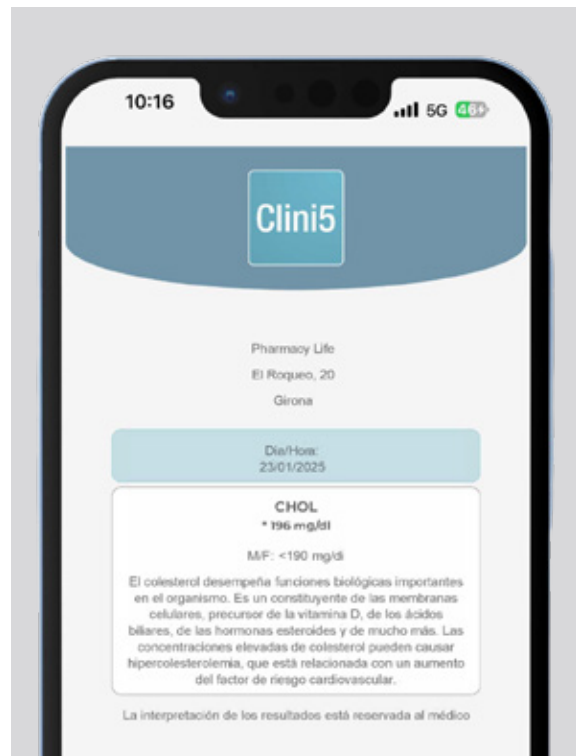 10:16
5G 46
Clini5
Pharmacy Life
El Roqueo, 20
Girona
Dia/Hora:
23/01/2025
CHOL
* 196 mg/dl
M/F: <190 mg/dl
El colesterol desempeña funciones biológicas importantes
en el organismo. Es un constituyente de las membranas
celulares, precursor de la vitamina D, de los ácidos
biliares, de las hormonas esteroides y de mucho más. Las
concentraciones elevadas de colesterol pueden causar
hipercolesterolemia, que está relacionada con un aumento
del factor de riesgo cardiovascular.
La interpretación de los resultados está reservada al médico